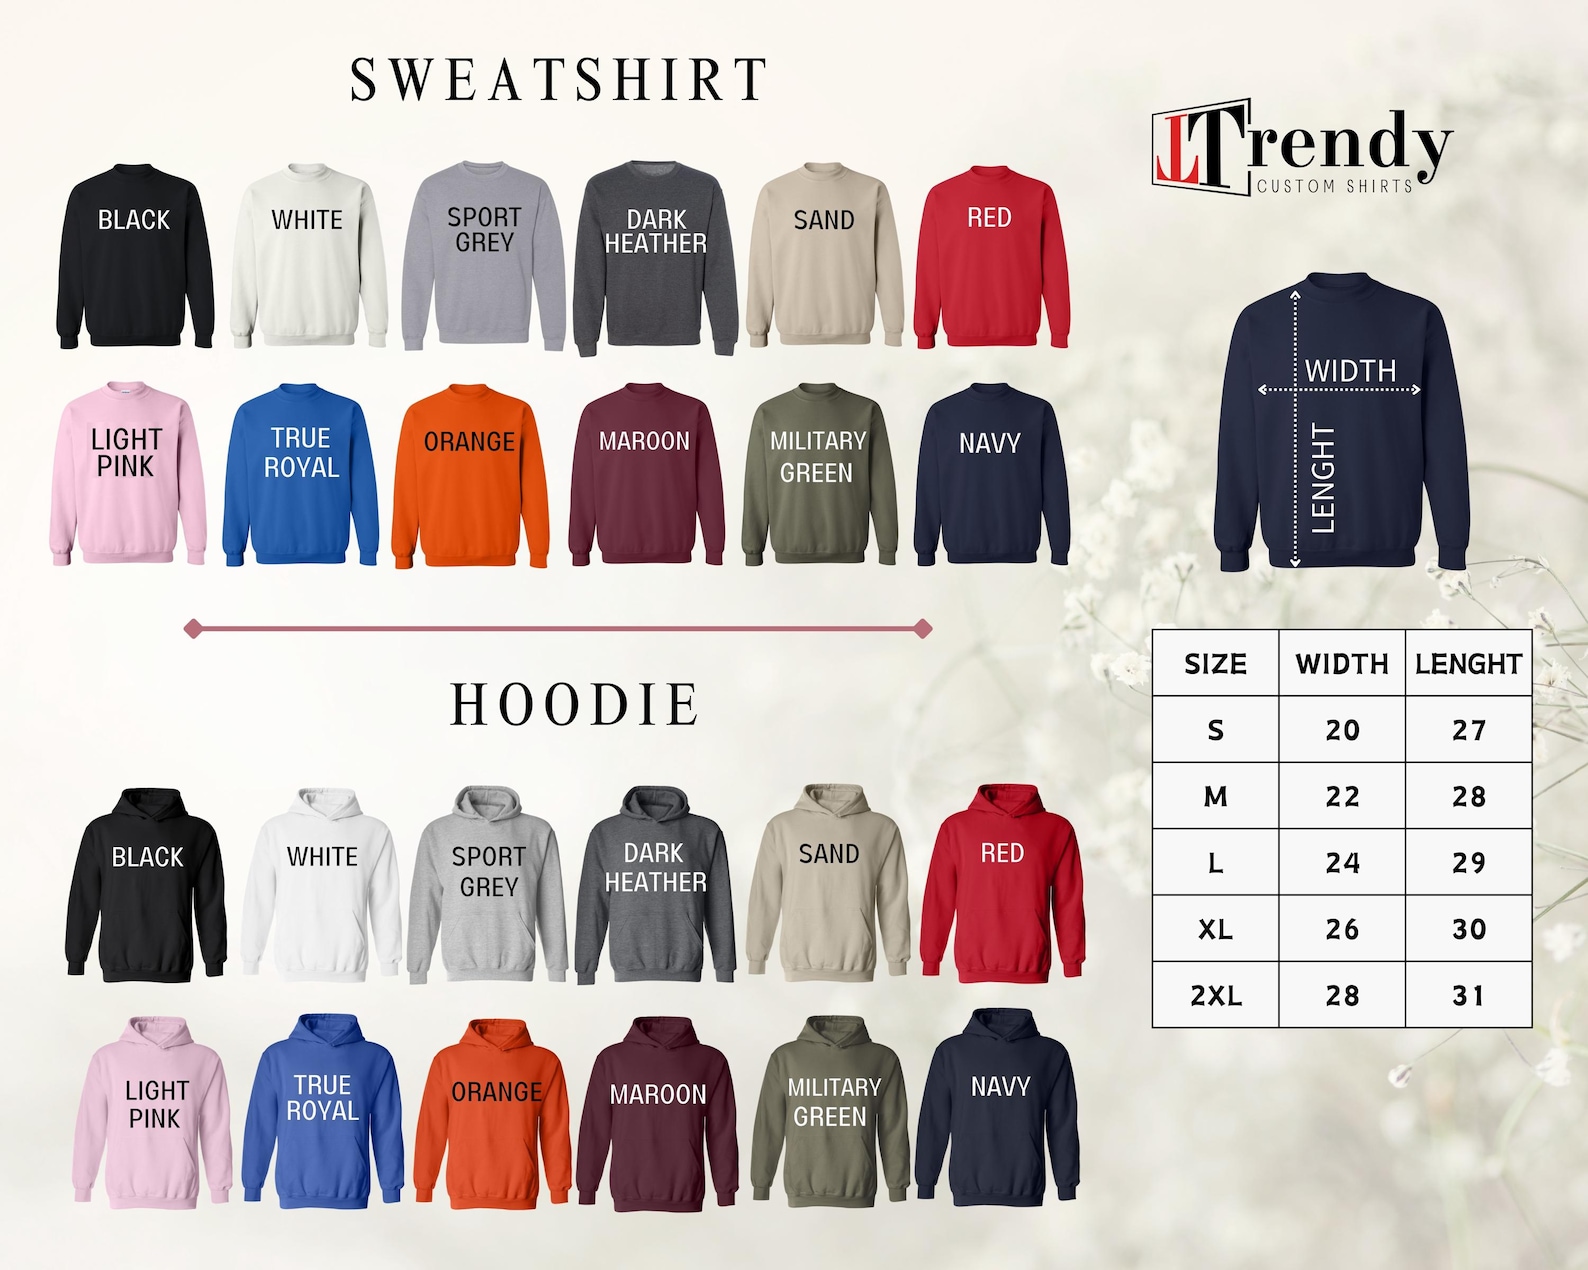 SWEATSHIRT
BLACK
WHITE
SPORT
GREY
DARK
HEATHER
SAND
RED
LIGHT
PINK
TRUE
ROYAL
ORANGE
MAROON
MILITARY
GREEN
NAVY
HOODIE
BLACK
WHITE
SPORT
GREY
DARK
HEATHER
SAND
RED
LIGHT
PINK
TRUE
ROYAL
ORANGE
MAROON
MILITARY
GREEN
NAVY
Trendy
CUSTOM SHIRTS
WIDTH
LENGHT
SIZE WIDTH LENGHT
S 20 27
M 22 28
L 24 29
XL 26 30
2XL 28 31